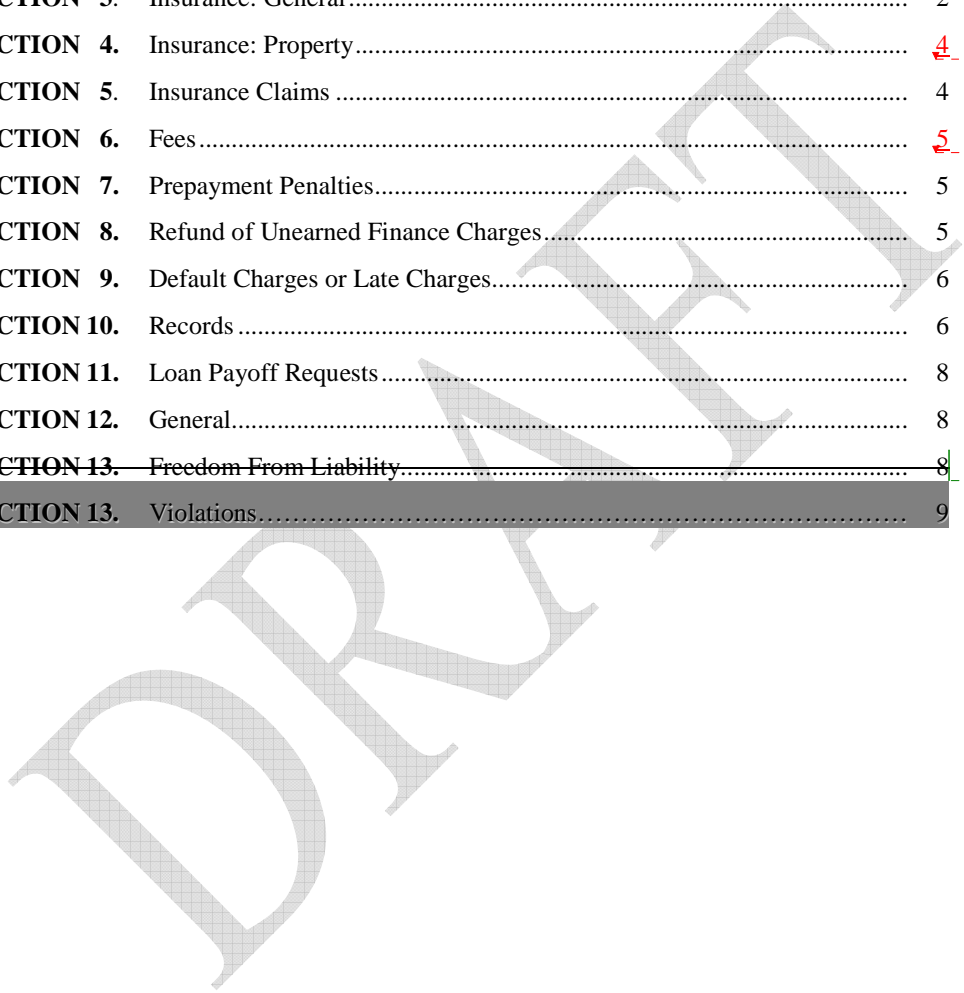 CTION 3. Insurance: General.......... 2
CTION 4. Insurance: Property.......... 4
CTION 5. Insurance Claims .......... 4
CTION 6. Fees.......... 5
CTION 7. Prepayment Penalties.......... 5
CTION 8. Refund of Unearned Finance Charges.......... 5
CTION 9. Default Charges or Late Charges.......... 6
CTION 10. Records .......... 6
CTION 11. Loan Payoff Requests .......... 8
CTION 12. General.......... 8
CTION 13. Freedom From Liability.......... 8
CTION 13. Violations.......... 9
DRAFT